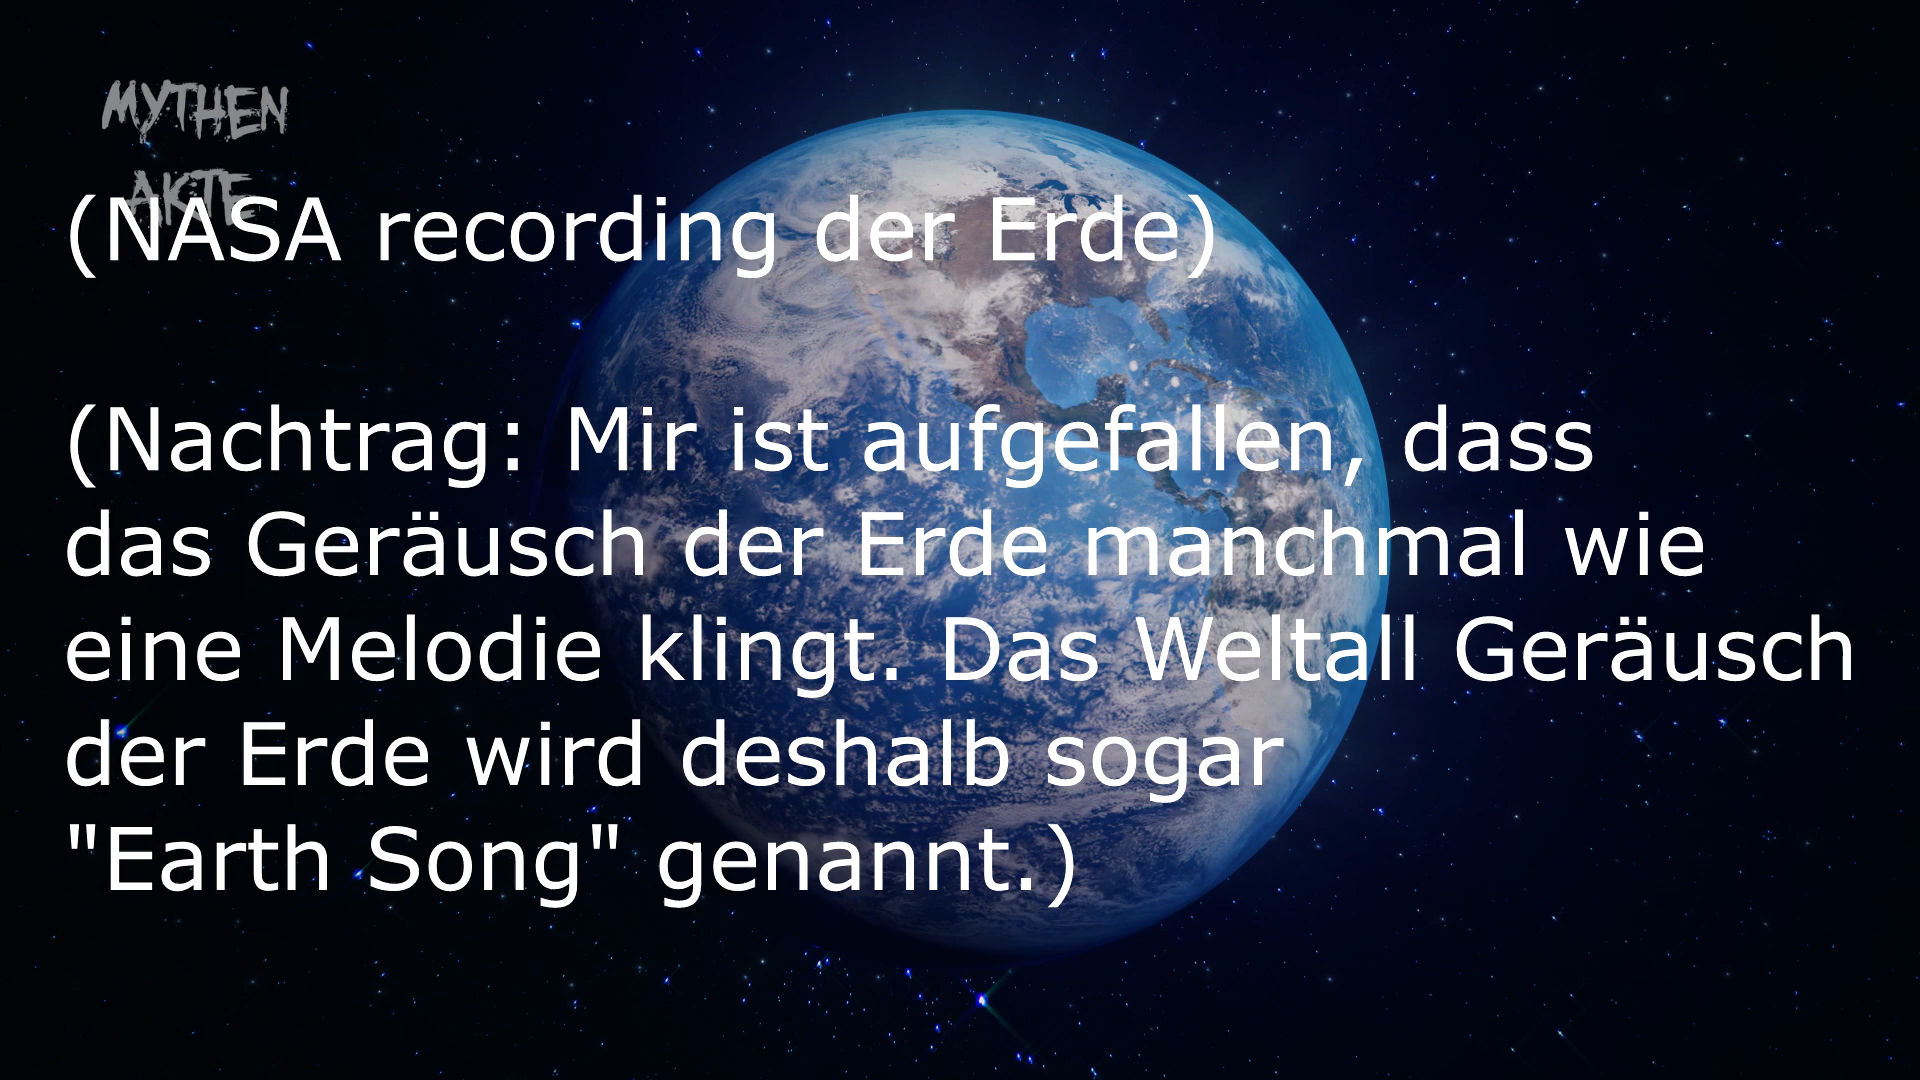 MYTHEN
AKTE
(NASA recording der Erde)
(Nachtrag: Mir ist aufgefallen, dass
das Geräusch der Erde manchmal wie
eine Melodie klingt. Das Weltall Geräusch
der Erde wird deshalb sogar
"Earth Song" genannt.)